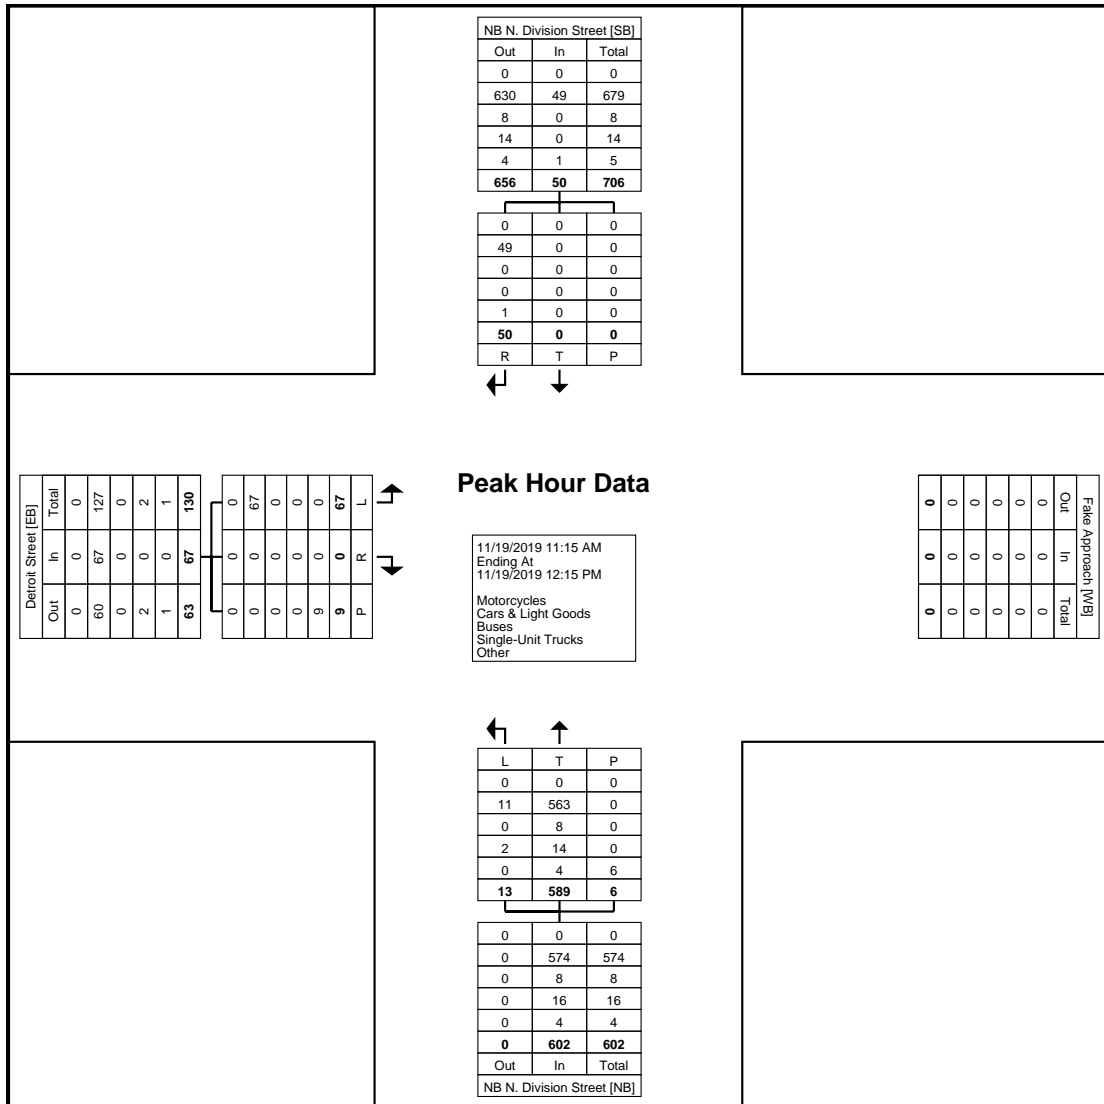 NB N. Division Street [SB]
Out In Total
0 0 0
630 49 679
8 0 8
14 0 14
4 1 5
656 50 706
0 0 0
49 0 0
0 0 0
0 0 0
1 0 0
50 0 0
R T P
Detroit Street [EB]
Total 0 127 0 2 1 130
In 0 67 0 0 0 67
Out 0 60 0 2 1 63
0 67 0 0 0 67 L
0 0 0 0 0 0 R
0 0 0 0 9 9 P
Peak Hour Data
11/19/2019 11:15 AM
Ending At
11/19/2019 12:15 PM
Motorcycles
Cars & Light Goods
Buses
Single-Unit Trucks
Other
Fake Approach [WB]
Out In Total
0 0 0
0 0 0
0 0 0
0 0 0
0 0 0
0 0 0
L T P
0 0 0
11 563 0
0 8 0
2 14 0
0 4 6
13 589 6
0 0 0
0 574 574
0 8 8
0 16 16
0 4 4
0 602 602
Out In Total
NB N. Division Street [NB]